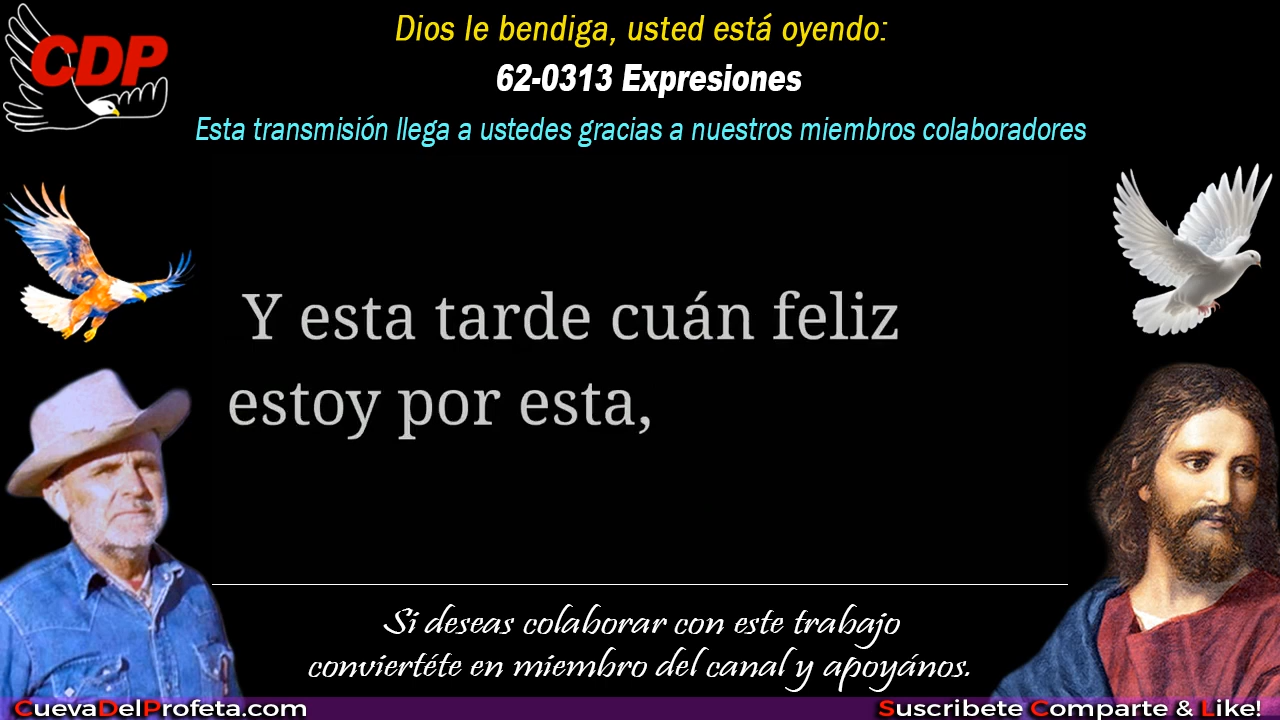 CDP
Dios le bendiga, usted está oyendo:
62-0313 Expresiones
Esta transmisión llega a ustedes gracias a nuestros miembros colaboradores
Y esta tarde cuán feliz
estoy por esta,
Si deseas colaborar con este trabajo
conviertéte en miembro del canal y apoyános.
CuevaDelProfeta.com
Suscribete Comparte & Like!